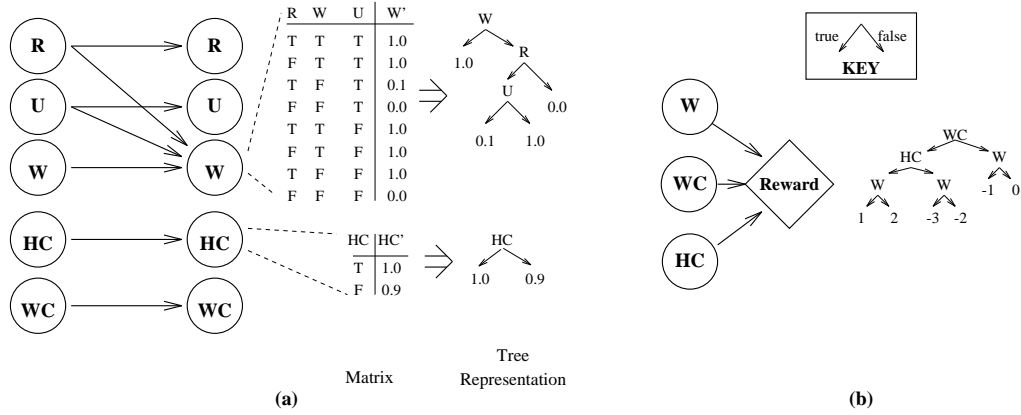 R
U
W
HC
WC
R
U
W
HC
WC
R W U W'
T T T 1.0
F T T 1.0
T F T 0.1
F F T 0.0
T T F 1.0
F T F 1.0
T F F 1.0
F F F 0.0
W
1.0 R
U 0.0
0.1 1.0
HC HC'
T 1.0
F 0.9
HC
1.0 0.9
Matrix
Tree
Representation
(a)
true false
KEY
W
WC
HC
Reward
WC
HC W
W W -1 0
1 2 -3 -2
(b)